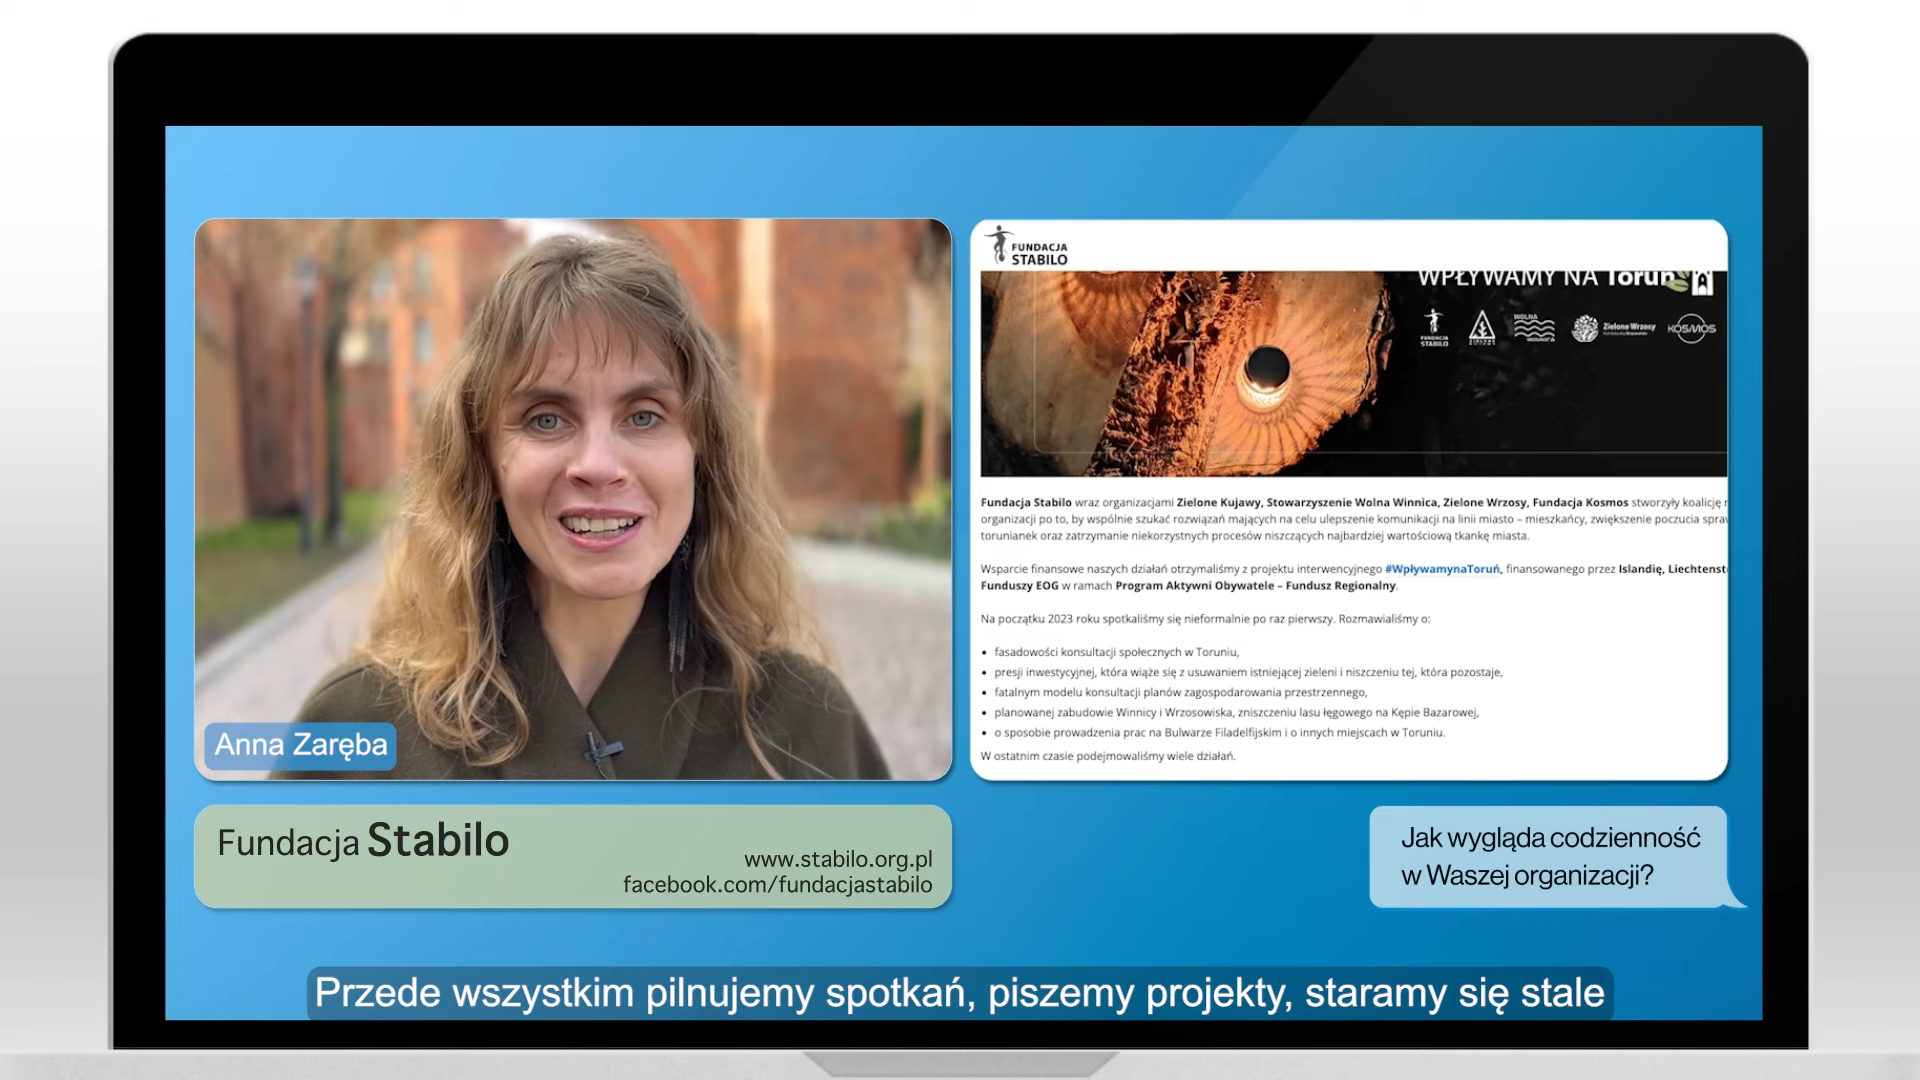 Anna Zaręba
Fundacja Stabilo
www.stabilo.org.pl
facebook.com/fundacjastabilo
FUNDACJA
STABILO
WPŁYWAMY NA Toruń
FUNDACJA
STABILO
WOLNA
WINNICA
Zielone Wrzosy
KOSMOS
Fundacja Stabilo wraz organizacjami Zielone Kujawy, Stowarzyszenie Wolna Winnica, Zielone Wrzosy, Fundacja Kosmos stworzyły koalicję
organizacji po to, by wspólnie szukać rozwiązań mających na celu ulepszenie komunikacji na linii miasto – mieszkańcy, zwiększenie poczucia spraw
torunianek oraz zatrzymanie niekorzystnych procesów niszczących najbardziej wartościową tkankę miasta.
Wsparcie finansowe naszych działań otrzymaliśmy z projektu interwencyjnego #WpływamynaToruń, finansowanego przez Islandię, Liechtenst
Funduszy EOG w ramach Program Aktywni Obywatele – Fundusz Regionalny.
Na początku 2023 roku spotkaliśmy się nieformalnie po raz pierwszy. Rozmawialiśmy o:
• fasadowości konsultacji społecznych w Toruniu,
• presji inwestycyjnej, która wiąże się z usuwaniem istniejącej zieleni i niszczeniu tej, która pozostaje,
• fatalnym modelu konsultacji planów zagospodarowania przestrzennego,
• planowanej zabudowie Winnicy i Wrzosowiska, zniszczeniu lasu łęgowego na Kępie Bazarowej,
• o sposobie prowadzenia prac na Bulwarze Filadelfijskim i o innych miejscach w Toruniu.
W ostatnim czasie podejmowaliśmy wiele działań.
Jak wygląda codzienność
w Waszej organizacji?
Przede wszystkim pilnujemy spotkań, piszemy projekty, staramy się stale